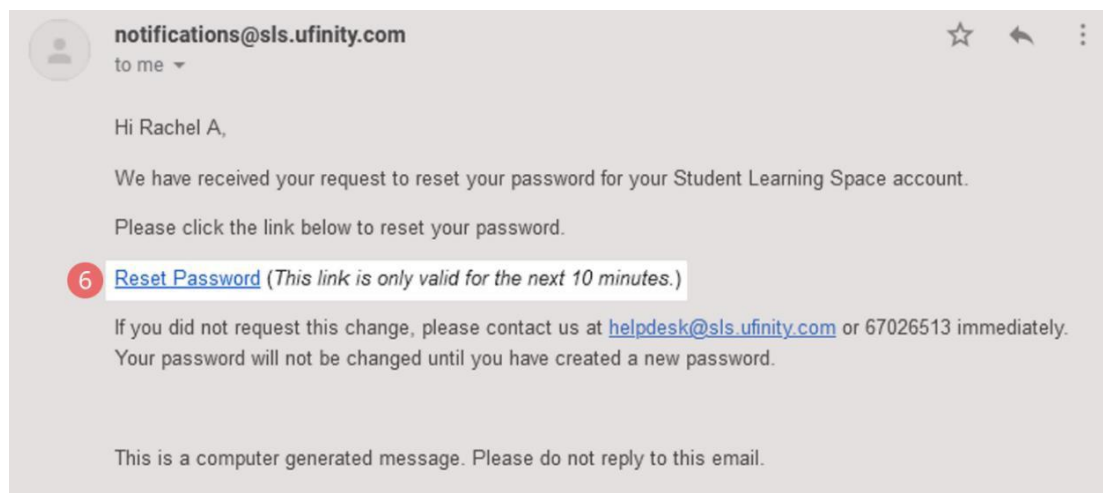 notifications@sls.ufinity.com
to me
Hi Rachel A,
We have received your request to reset your password for your Student Learning Space account.
Please click the link below to reset your password.
6 Reset Password (This link is only valid for the next 10 minutes.)
If you did not request this change, please contact us at helpdesk@sls.ufinity.com or 67026513 immediately.
Your password will not be changed until you have created a new password.
This is a computer generated message. Please do not reply to this email.